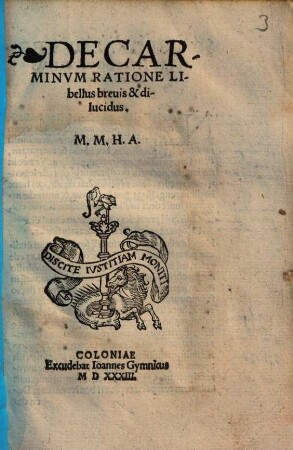 3
DE CAR-
MINVM RATIONE LI-
bellus breuis & di-
lucidus.
M. M. H. A.
DISCITE IVSTITIAM MONITI
COLONIAE
Excudebat Ioannes Gymnicus
M D XXXIII.